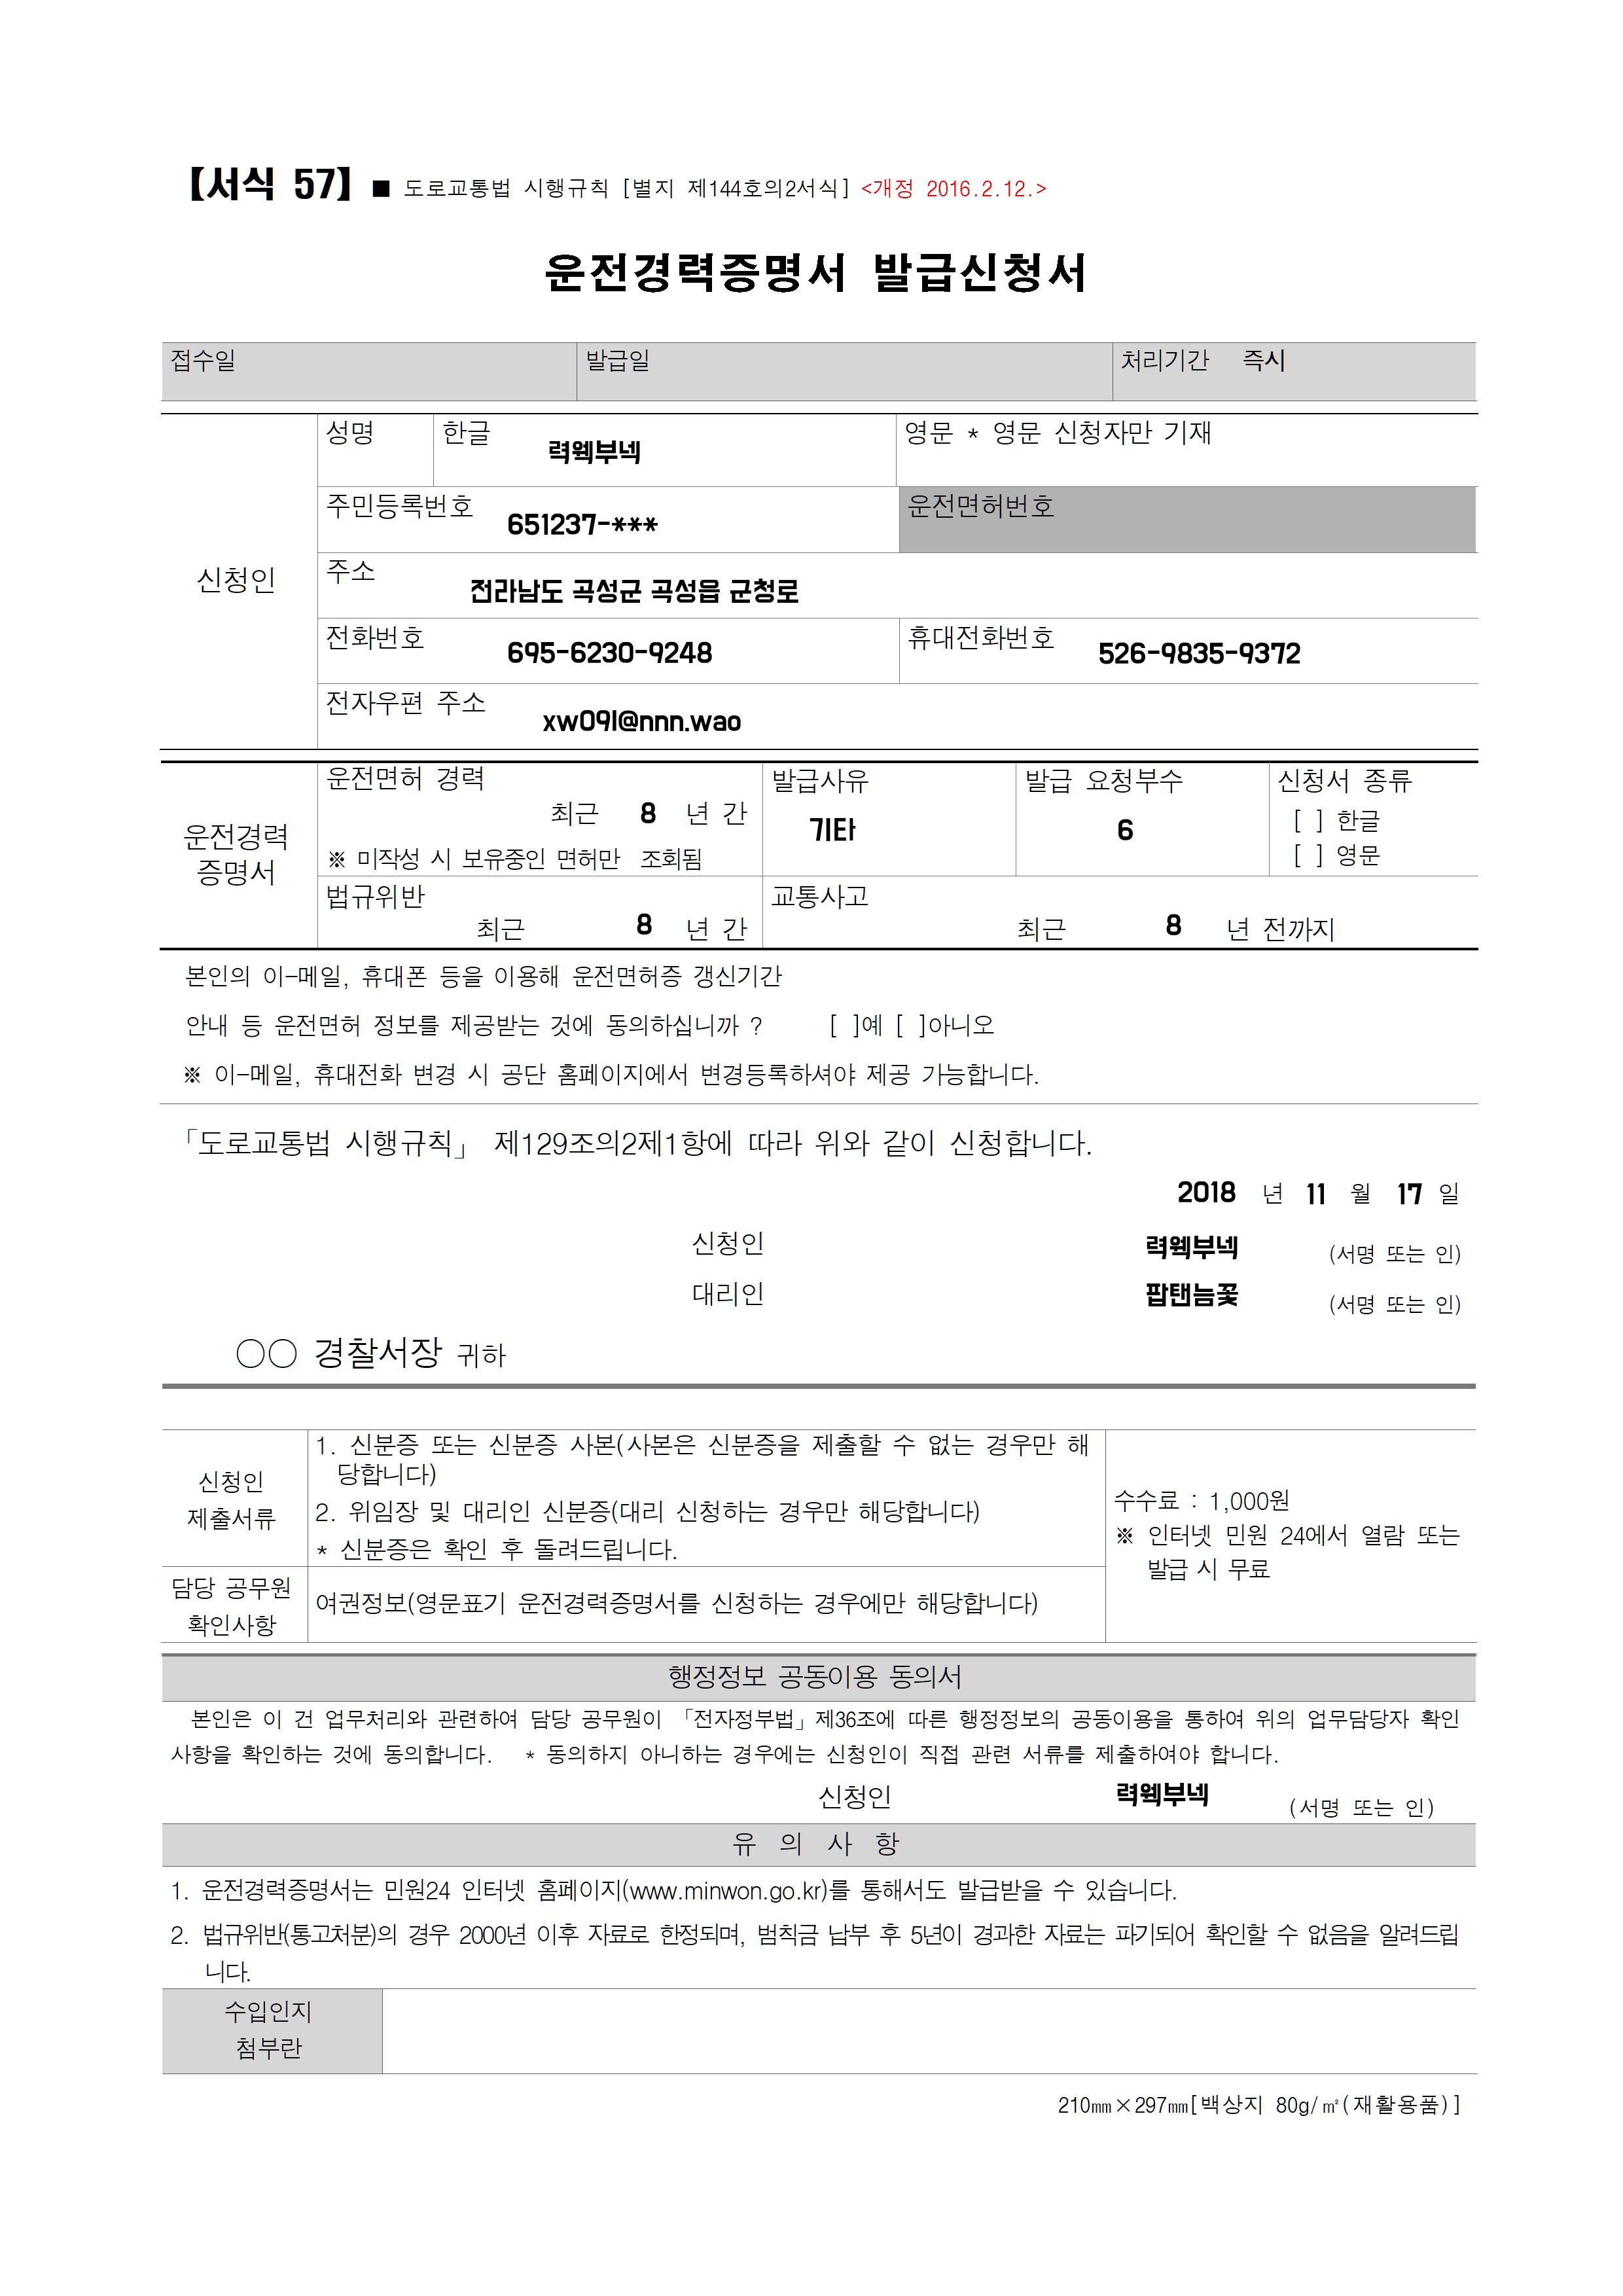 【서식 57】 ■ 도로교통법 시행규칙 [별지 제144호의2서식] <개정 2016.2.12.>
운전경력증명서 발급신청서
접수일 발급일 처리기간 즉시
신청인
성명 한글 력웩부넥 영문 * 영문 신청자만 기재
주민등록번호 651237-*** 운전면허번호
주소 전라남도 곡성군 곡성읍 군청로
전화번호 695-6230-9248 휴대전화번호 526-9835-9372
전자우편 주소 xw09l@nnn.wao
운전경력
증명서
운전면허 경력
최근 8 년 간
※ 미작성 시 보유중인 면허만 조회됨
발급사유
기타
발급 요청부수
6
신청서 종류
[ ] 한글
[ ] 영문
법규위반
최근 8 년 간
교통사고
최근 8 년 전까지
본인의 이-메일, 휴대폰 등을 이용해 운전면허증 갱신기간
안내 등 운전면허 정보를 제공받는 것에 동의하십니까 ? [ ]예 [ ]아니오
※ 이-메일, 휴대전화 변경 시 공단 홈페이지에서 변경등록하셔야 제공 가능합니다.
「도로교통법 시행규칙」 제129조의2제1항에 따라 위와 같이 신청합니다.
2018 년 11 월 17 일
신청인 력웩부넥 (서명 또는 인)
대리인 팝탠늠꽃 (서명 또는 인)
○○ 경찰서장 귀하
신청인
제출서류
1. 신분증 또는 신분증 사본(사본은 신분증을 제출할 수 없는 경우만 해
당합니다)
2. 위임장 및 대리인 신분증(대리 신청하는 경우만 해당합니다)
* 신분증은 확인 후 돌려드립니다.
수수료 : 1,000원
※ 인터넷 민원 24에서 열람 또는
발급 시 무료
담당 공무원
확인사항
여권정보(영문표기 운전경력증명서를 신청하는 경우에만 해당합니다)
행정정보 공동이용 동의서
본인은 이 건 업무처리와 관련하여 담당 공무원이 「전자정부법」제36조에 따른 행정정보의 공동이용을 통하여 위의 업무담당자 확인
사항을 확인하는 것에 동의합니다. * 동의하지 아니하는 경우에는 신청인이 직접 관련 서류를 제출하여야 합니다.
신청인 력웩부넥 (서명 또는 인)
유 의 사 항
1. 운전경력증명서는 민원24 인터넷 홈페이지(www.minwon.go.kr)를 통해서도 발급받을 수 있습니다.
2. 법규위반(통고처분)의 경우 2000년 이후 자료로 한정되며, 범칙금 납부 후 5년이 경과한 자료는 파기되어 확인할 수 없음을 알려드립
니다.
수입인지
첨부란
210㎜×297㎜[백상지 80g/㎡(재활용품)]